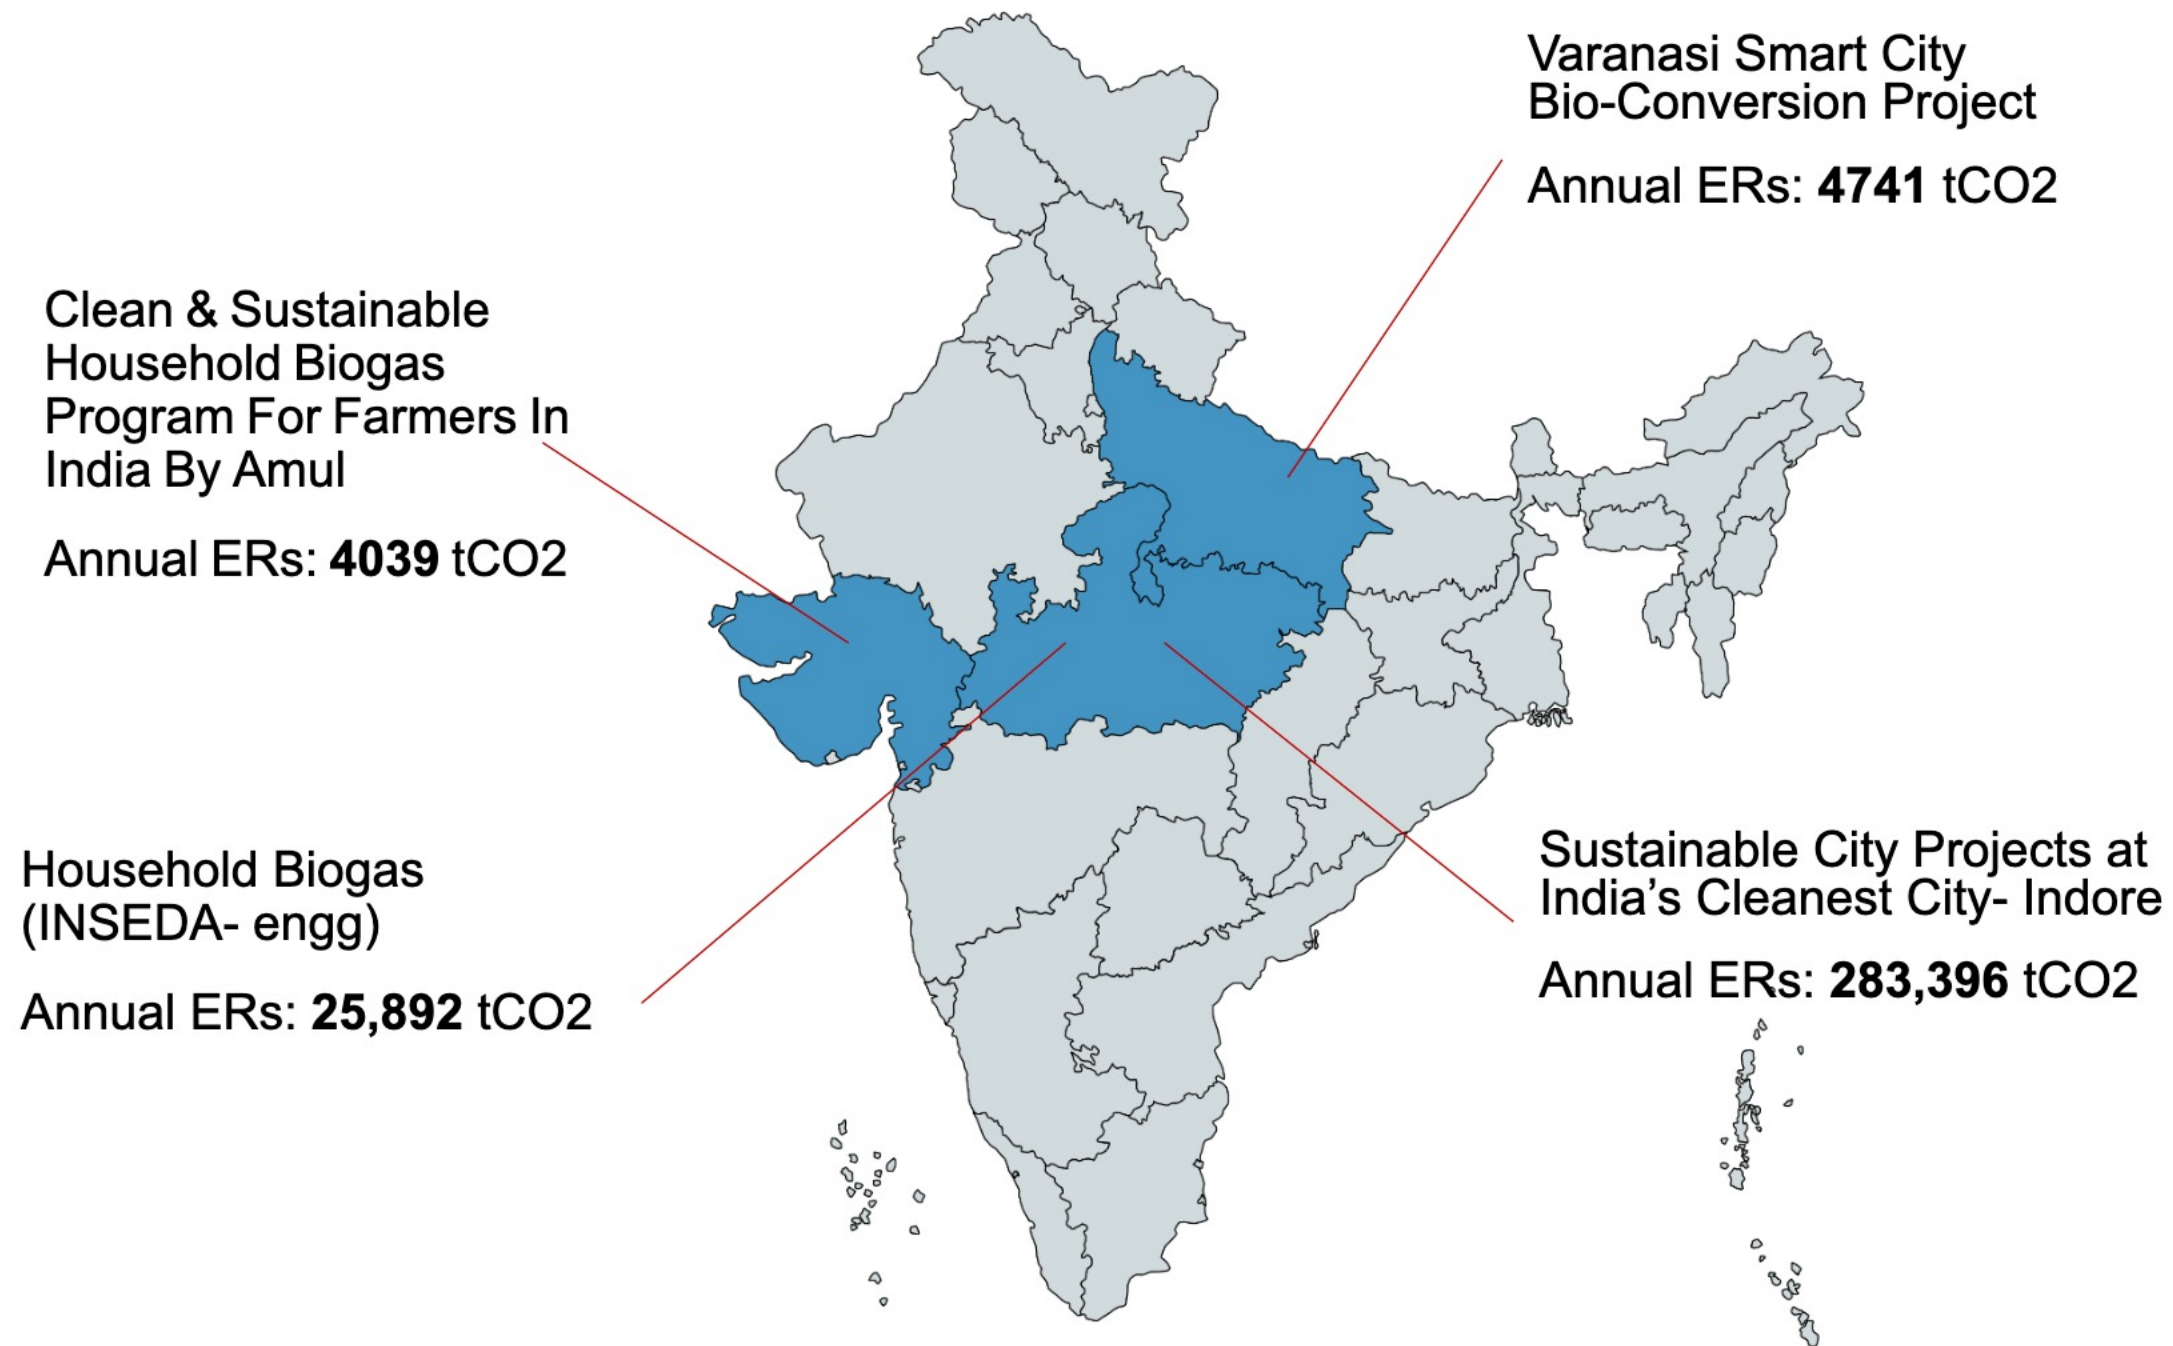 Varanasi Smart City
Bio-Conversion Project
Annual ERs: 4741 tCO2
Clean & Sustainable
Household Biogas
Program For Farmers In
India By Amul
Annual ERs: 4039 tCO2
Household Biogas
(INSEDA- engg)
Annual ERs: 25,892 tCO2
Sustainable City Projects at
India’s Cleanest City- Indore
Annual ERs: 283,396 tCO2